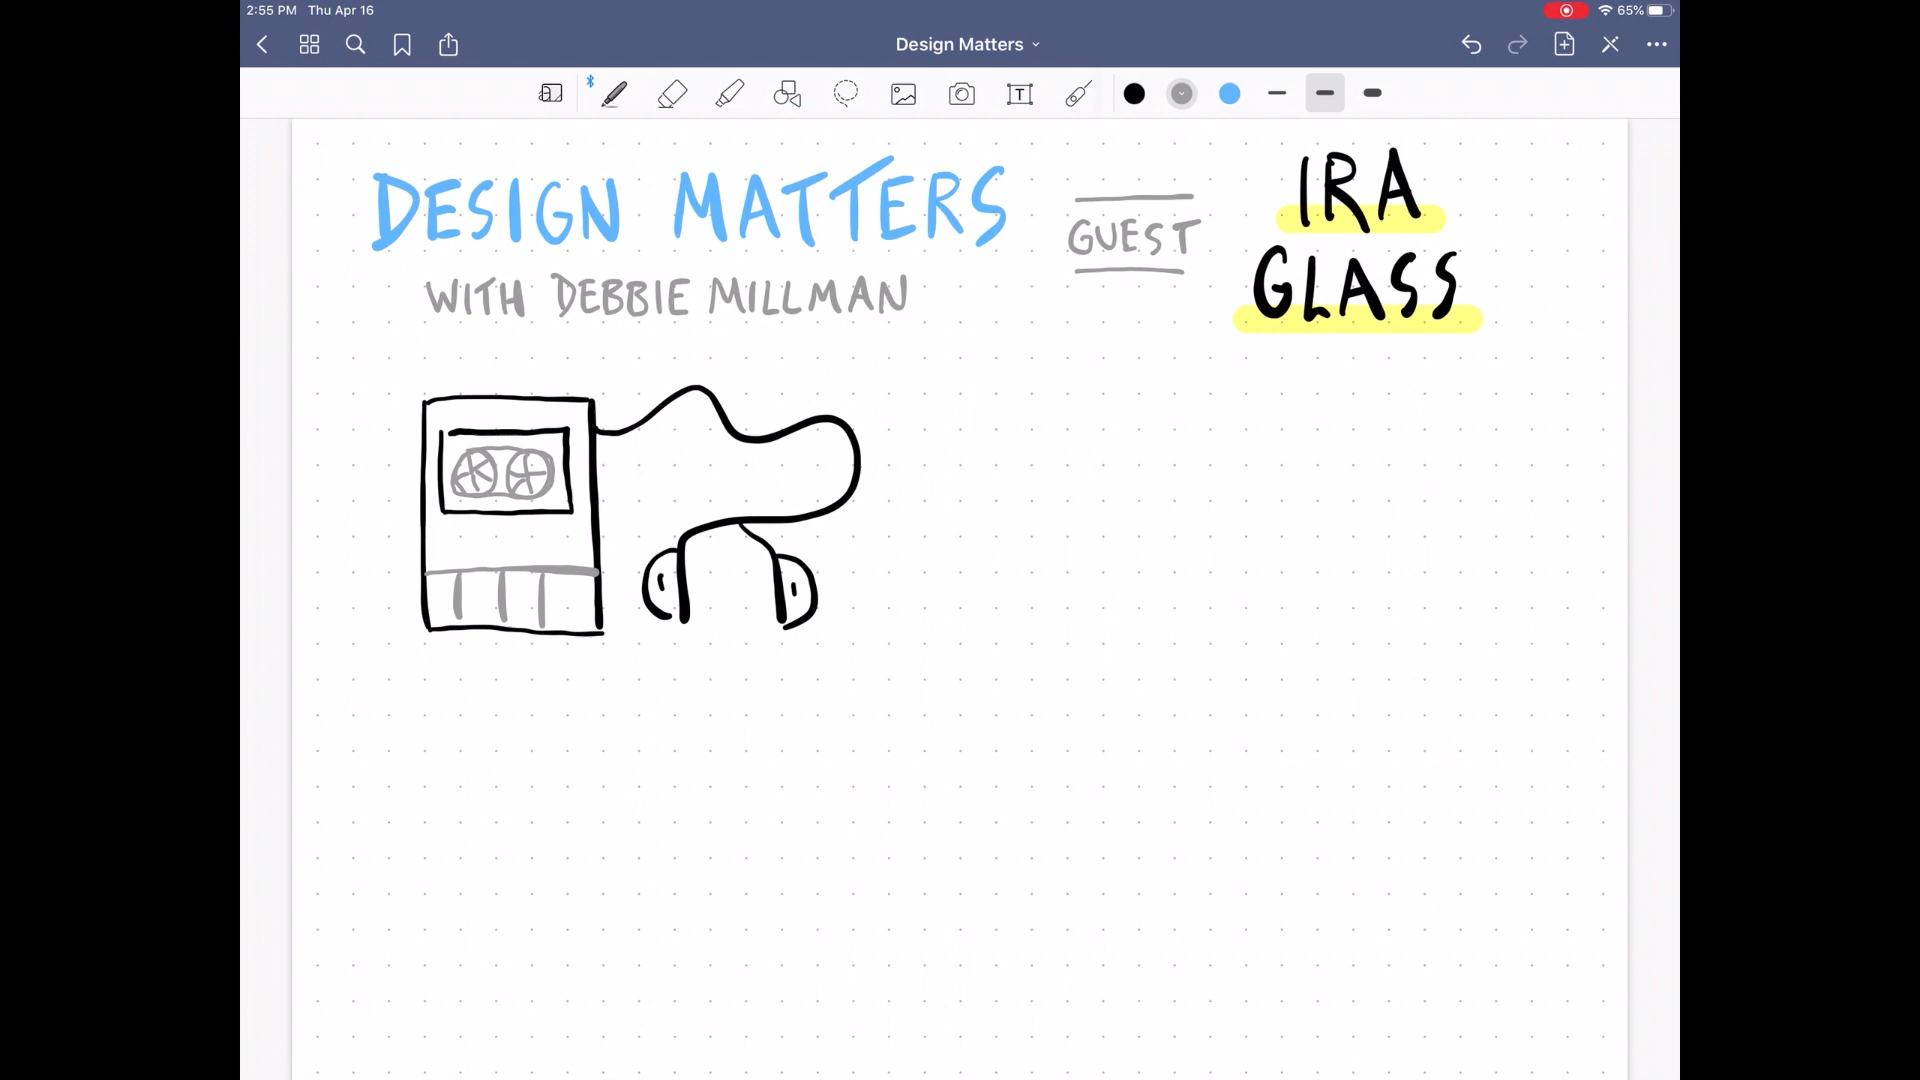 2:55 PM Thu Apr 16
65%
Design Matters
T
DESIGN MATTERS
WITH DEBBIE MILLMAN
GUEST
IRA
GLASS